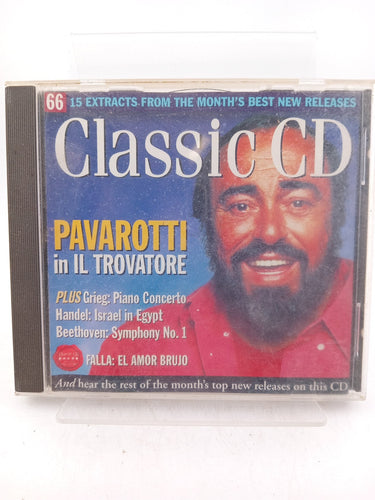 66 15 EXTRACTS FROM THE MONTH'S BEST NEW RELEASES
Classic CD
PAVAROTTI
in IL TROVATORE
PLUS Grieg: Piano Concerto
Handel: Israel in Egypt
Beethoven: Symphony No. 1
FALLA: EL AMOR BRUJO
And hear the rest of the month's top new releases on this CD